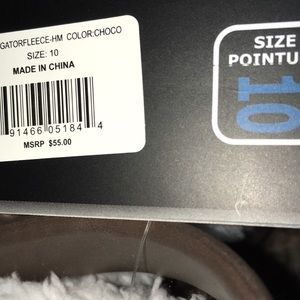 GATORFLEECE-HM COLOR:CHOCO
SIZE: 10
MADE IN CHINA
91466 05184 4
MSRP $55.00
SIZE
POINTU
10